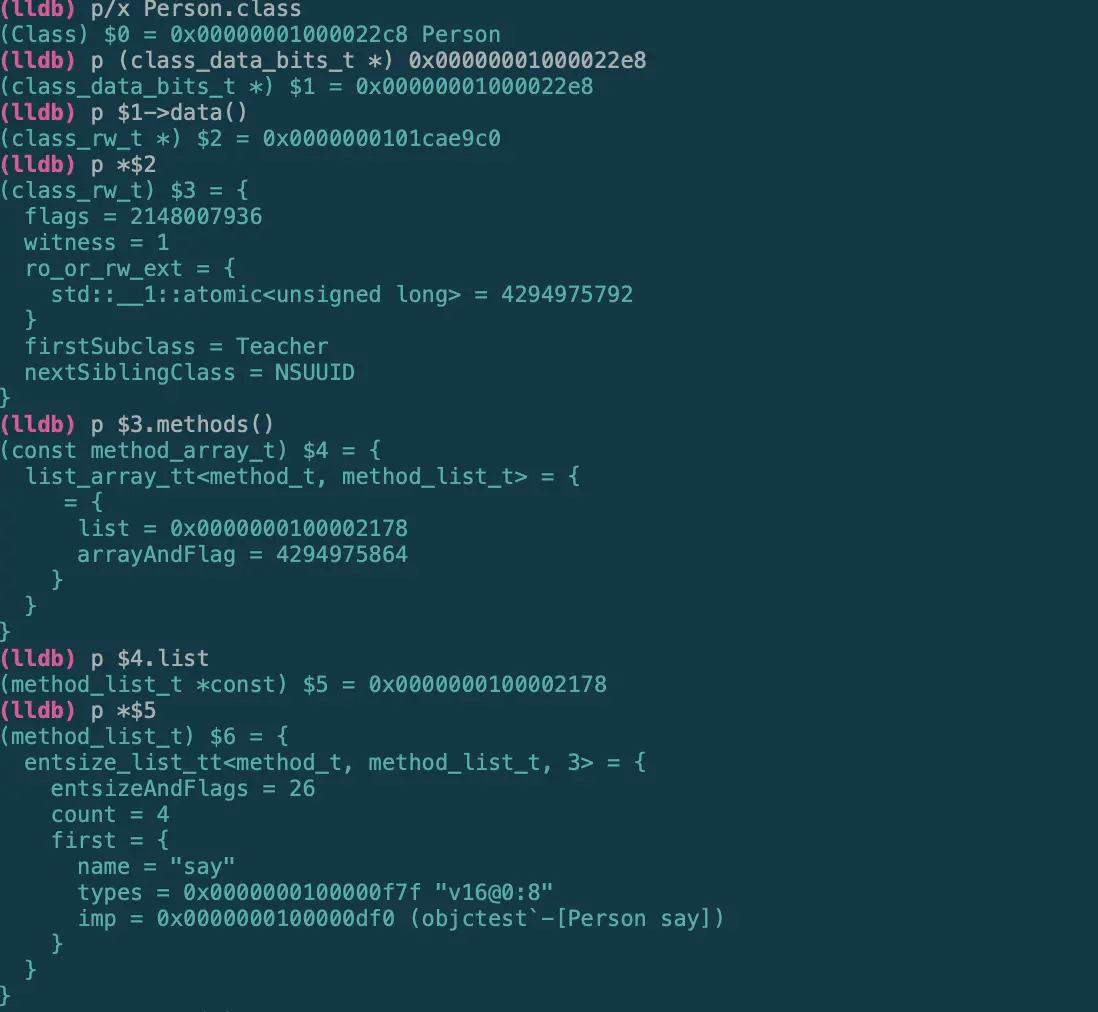 (lldb) p/x Person.class
(Class) $0 = 0x00000001000022c8 Person
(lldb) p (class_data_bits_t *) 0x00000001000022e8
(class_data_bits_t *) $1 = 0x00000001000022e8
(lldb) p $1->data()
(class_rw_t *) $2 = 0x0000000101cae9c0
(lldb) p *$2
(class_rw_t) $3 = {
  flags = 2148007936
  witness = 1
  ro_or_rw_ext = {
    std::__1::atomic<unsigned long> = 4294975792
  }
  firstSubclass = Teacher
  nextSiblingClass = NSUUID
}
(lldb) p $3.methods()
(const method_array_t) $4 = {
  list_array_tt<method_t, method_list_t> = {
     = {
      list = 0x0000000100002178
      arrayAndFlag = 4294975864
    }
  }
}
(lldb) p $4.list
(method_list_t *const) $5 = 0x0000000100002178
(lldb) p *$5
(method_list_t) $6 = {
  entsize_list_tt<method_t, method_list_t, 3> = {
    entsizeAndFlags = 26
    count = 4
    first = {
      name = "say"
      types = 0x0000000100000f7f "v16@0:8"
      imp = 0x0000000100000df0 (objctest`-[Person say])
    }
  }
}